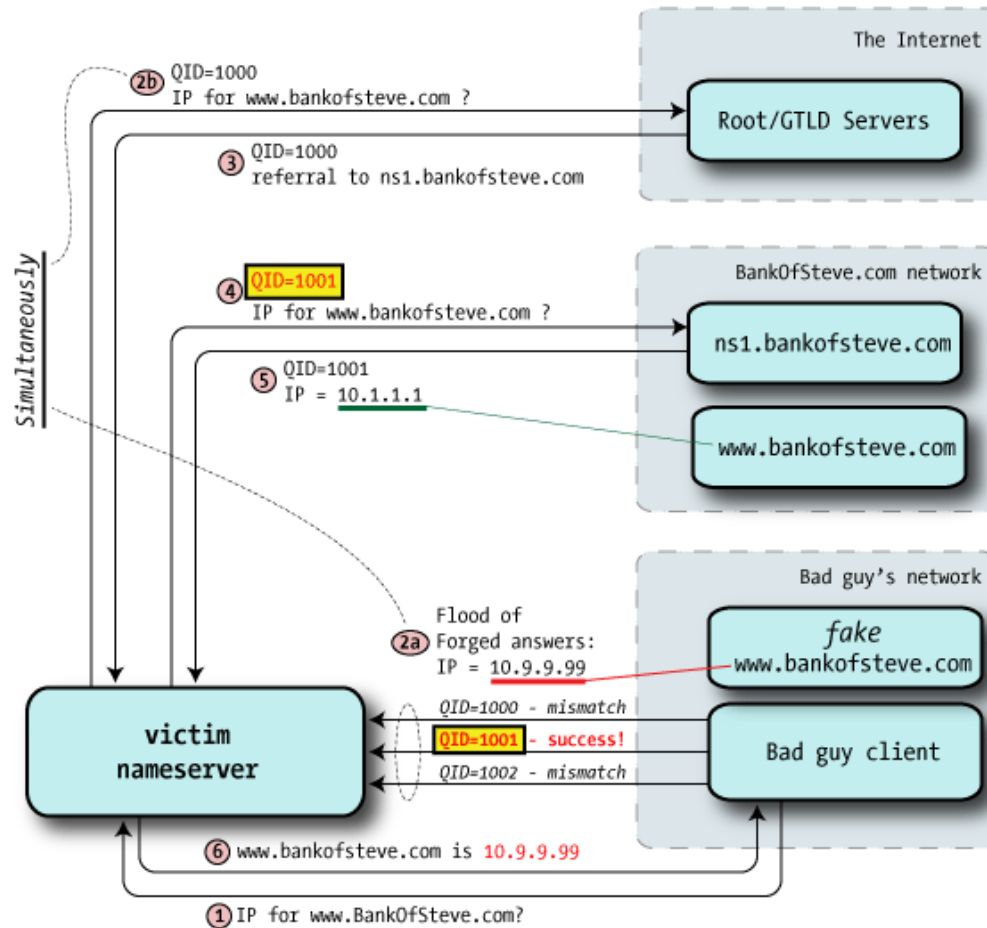 The Internet
2b
QID=1000
IP for www.bankofsteve.com ?
Root/GTLD Servers
3
QID=1000
referral to ns1.bankofsteve.com
Simultaneously
BankOfSteve.com network
4
QID=1001
IP for www.bankofsteve.com ?
ns1.bankofsteve.com
5
QID=1001
IP = 10.1.1.1
www.bankofsteve.com
Bad guy's network
2a
Flood of
Forged answers:
IP = 10.9.9.99
fake
www.bankofsteve.com
victim
nameserver
QID=1000 - mismatch
QID=1001 - success!
QID=1002 - mismatch
Bad guy client
6 www.bankofsteve.com is 10.9.9.99
1 IP for www.BankOfSteve.com?